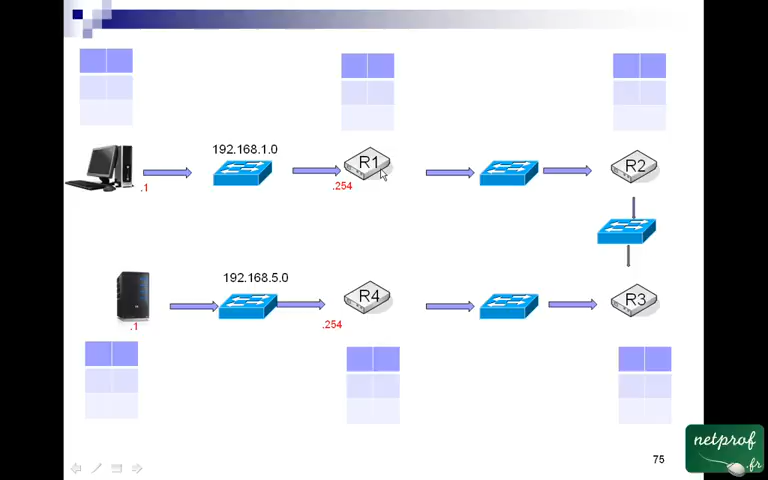 192.168.1.0
R1
R2
.1
.254
192.168.5.0
R4
R3
.1
.254
75
netprof
.fr